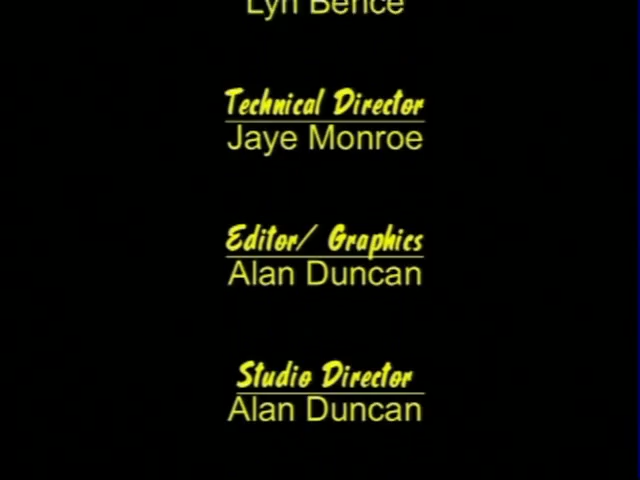 Lyn Bence
Technical Director
Jaye Monroe
Editor/ Graphics
Alan Duncan
Studio Director
Alan Duncan